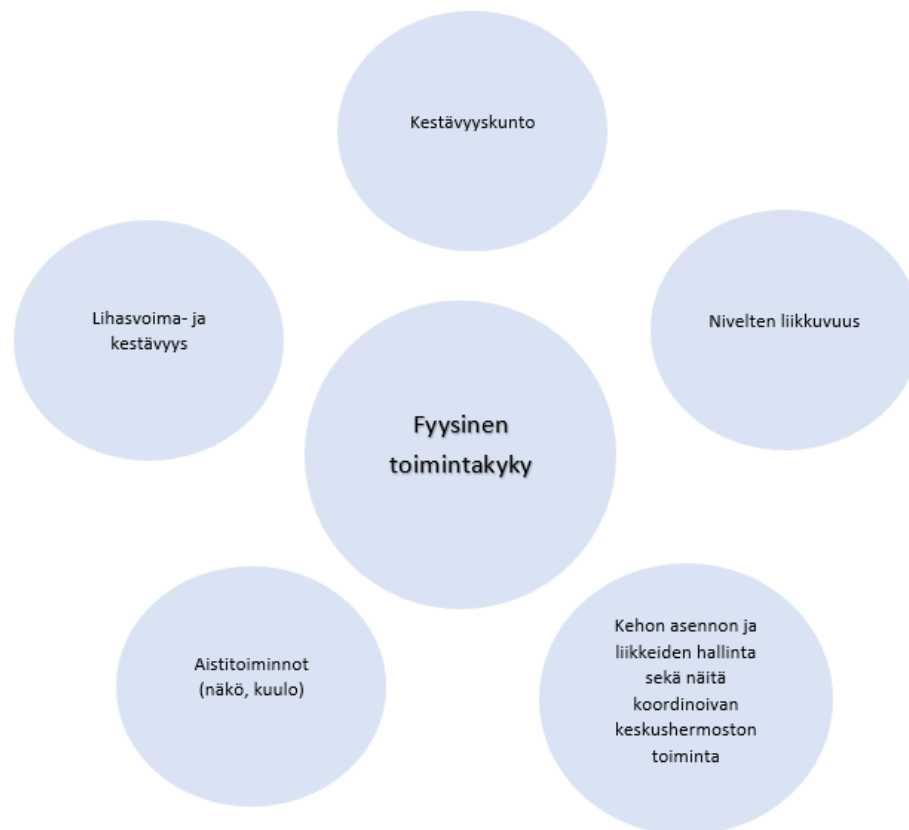 Kestävyyskunto
Lihasvoima- ja
kestävyys
Nivelten liikkuvuus
Fyysinen
toimintakyky
Aistitoiminnot
(näkö, kuulo)
Kehon asennon ja
liikkeiden hallinta
sekä näitä
koordinoivan
keskushermoston
toiminta